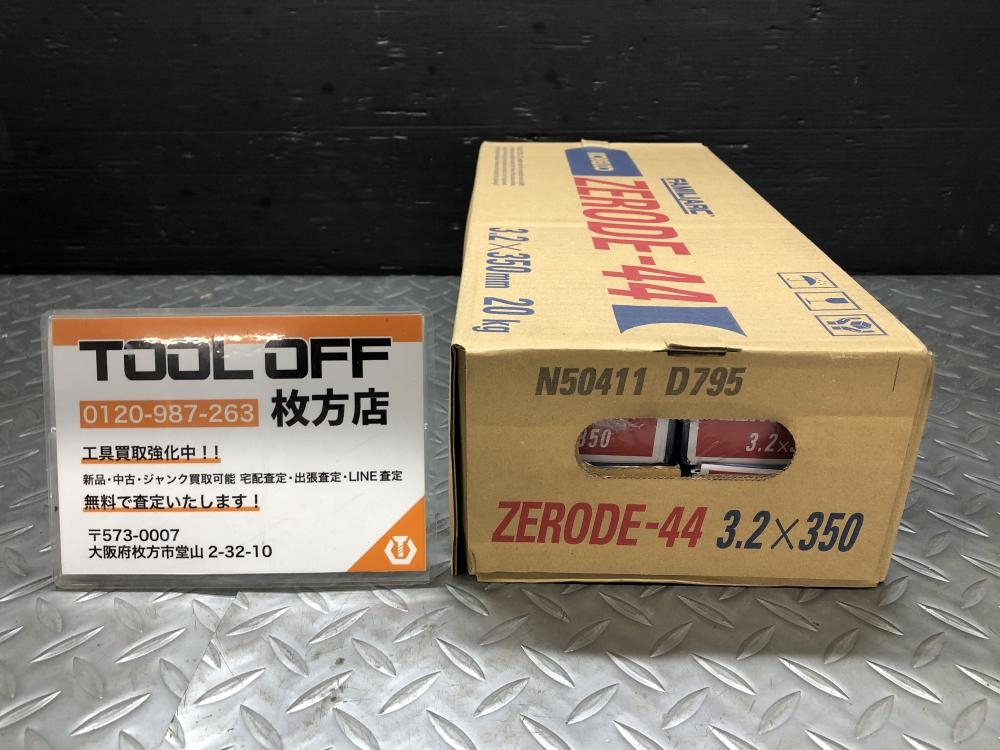 TOOL OFF
0120-987-263 枚方店
工具買取強化中！！
新品・中古・ジャンク買取可能 宅配査定・出張査定・LINE査定
無料で査定いたします！
〒573-0007
大阪府枚方市堂山 2-32-10
KOBELCO
FAMILIARC
ZERODE-44
3.2×350mm 20kg
N50411 D795
350
3.2×3
ZERODE-44 3.2×350